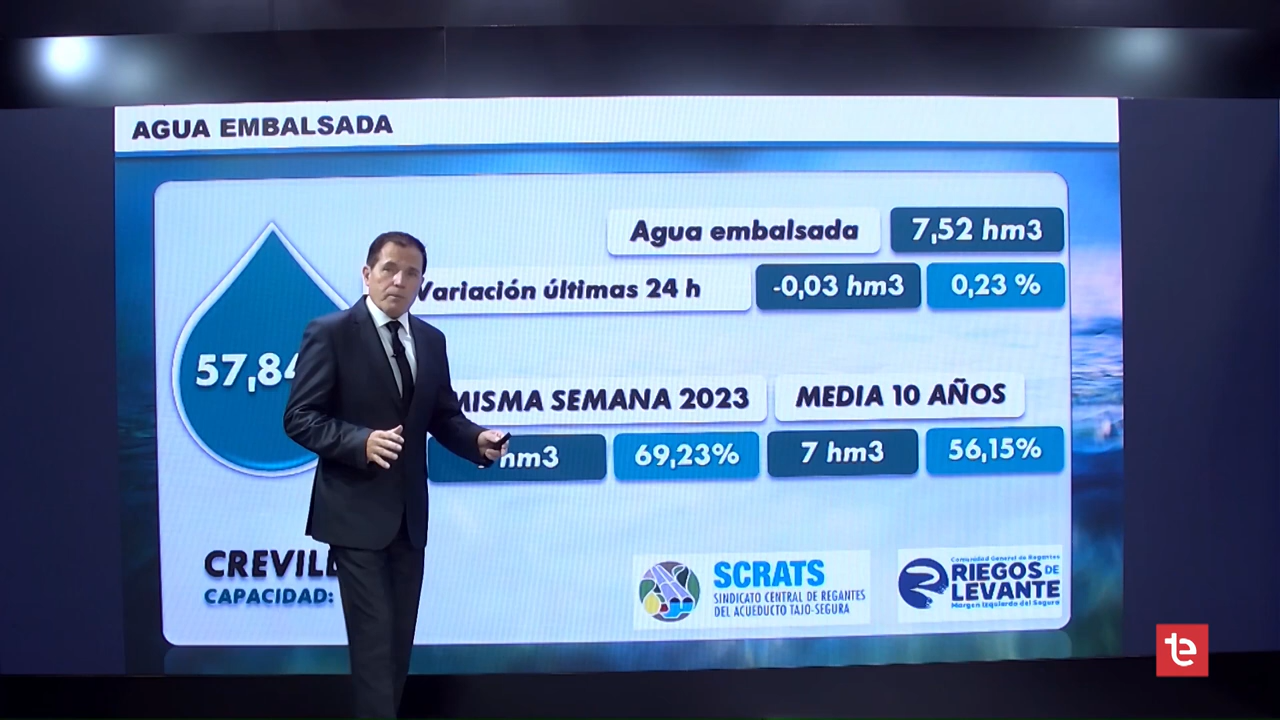 AGUA EMBALSADA
Agua embalsada 7,52 hm3
Variación últimas 24 h -0,03 hm3 0,23 %
57,84
MISMA SEMANA 2023 MEDIA 10 AÑOS
hm3 69,23% 7 hm3 56,15%
CREVILL
CAPACIDAD:
SCRATS
SINDICATO CENTRAL DE REGANTES
DEL ACUEDUCTO TAJO-SEGURA
Comunidad General de Regantes
RIEGOS DE
LEVANTE
Margen Izquierda del Segura
te